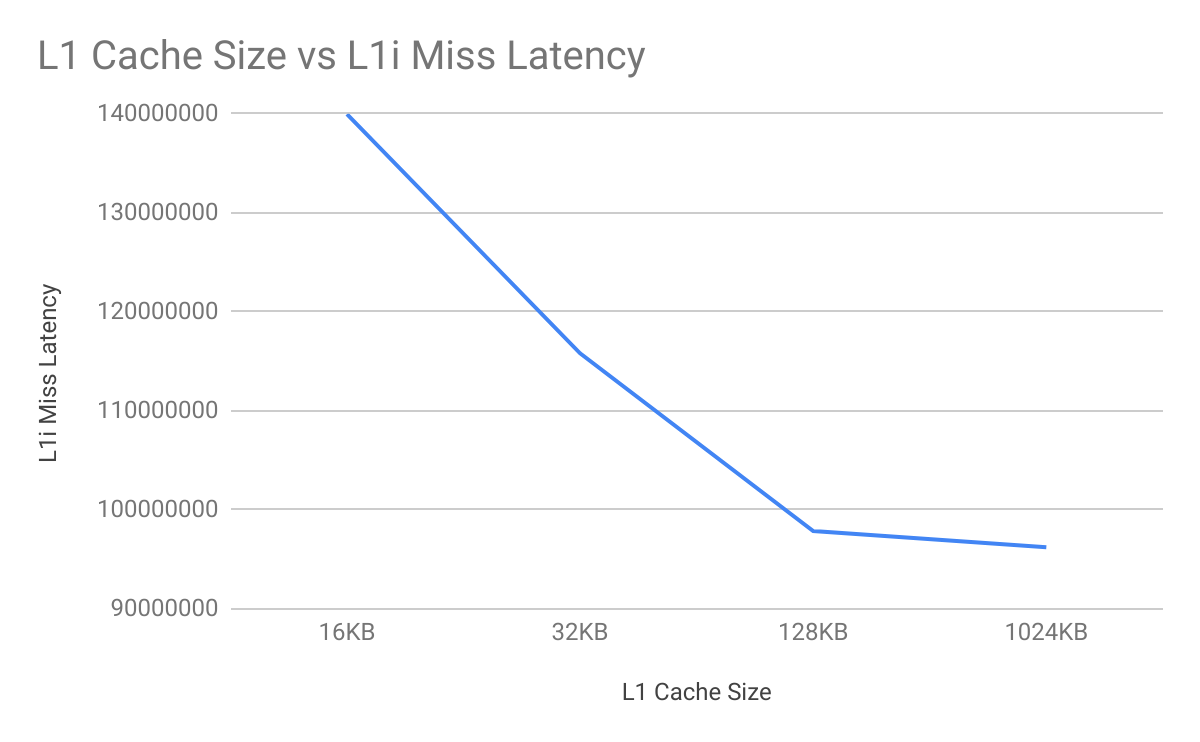 L1 Cache Size vs L1i Miss Latency
140000000
130000000
120000000
110000000
100000000
90000000
L1i Miss Latency
16KB 32KB 128KB 1024KB
L1 Cache Size